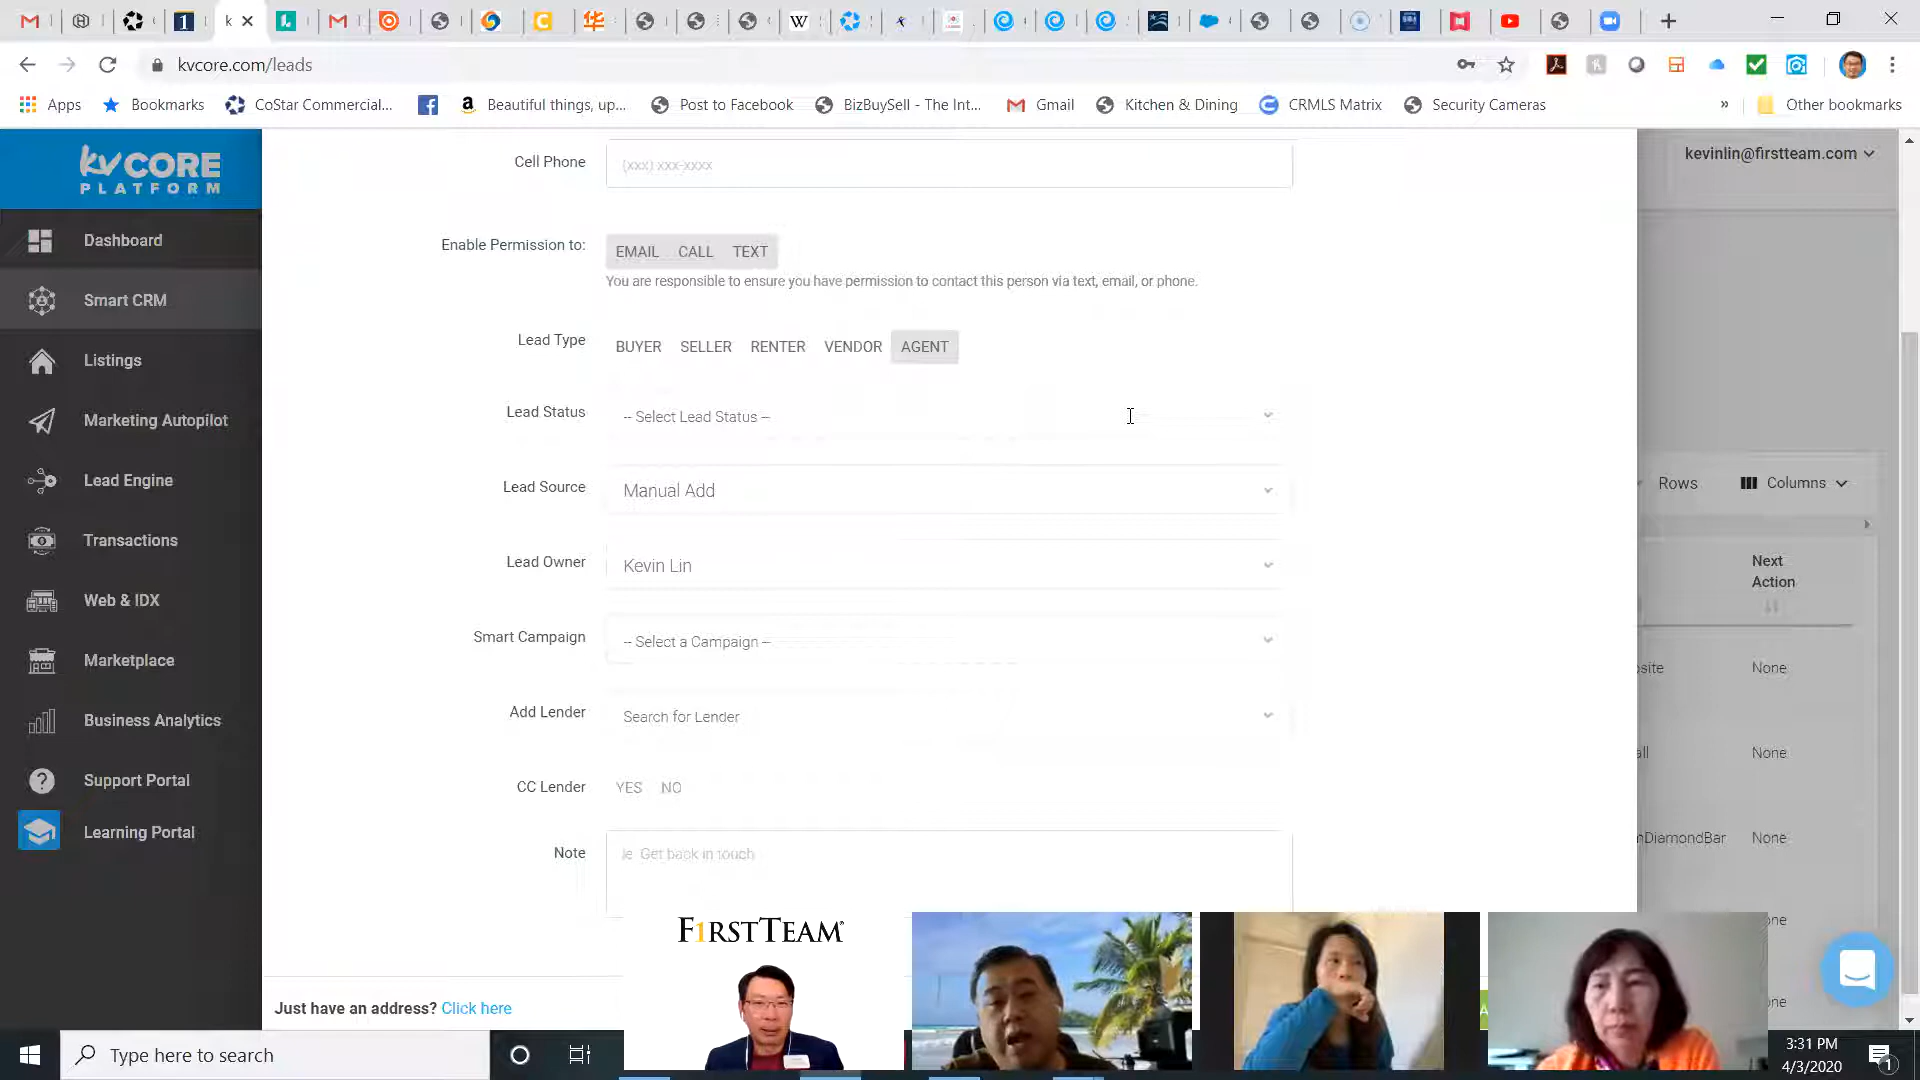 kvcore.com/leads
Apps
Bookmarks
CoStar Commercial...
Beautiful things, up...
Post to Facebook
BizBuySell - The Int...
Gmail
Kitchen & Dining
CRMLS Matrix
Security Cameras
»
Other bookmarks
kvCORE
PLATFORM
kevinlin@firstteam.com
Dashboard
Smart CRM
Listings
Marketing Autopilot
Lead Engine
Transactions
Web & IDX
Marketplace
Business Analytics
Support Portal
Learning Portal
Cell Phone
(xxx) xxx-xxxx
Enable Permission to:
EMAIL CALL TEXT
You are responsible to ensure you have permission to contact this person via text, email, or phone.
Lead Type
BUYER SELLER RENTER VENDOR AGENT
Lead Status
-- Select Lead Status --
Lead Source
Manual Add
Lead Owner
Kevin Lin
Smart Campaign
-- Select a Campaign --
Add Lender
Search for Lender
CC Lender
YES NO
Note
Ie Get back in touch
Just have an address? Click here
Rows
Columns
Next
Action
None
None
nDiamondBar None
F1RSTTEAM®
Type here to search
3:31 PM
4/3/2020
1